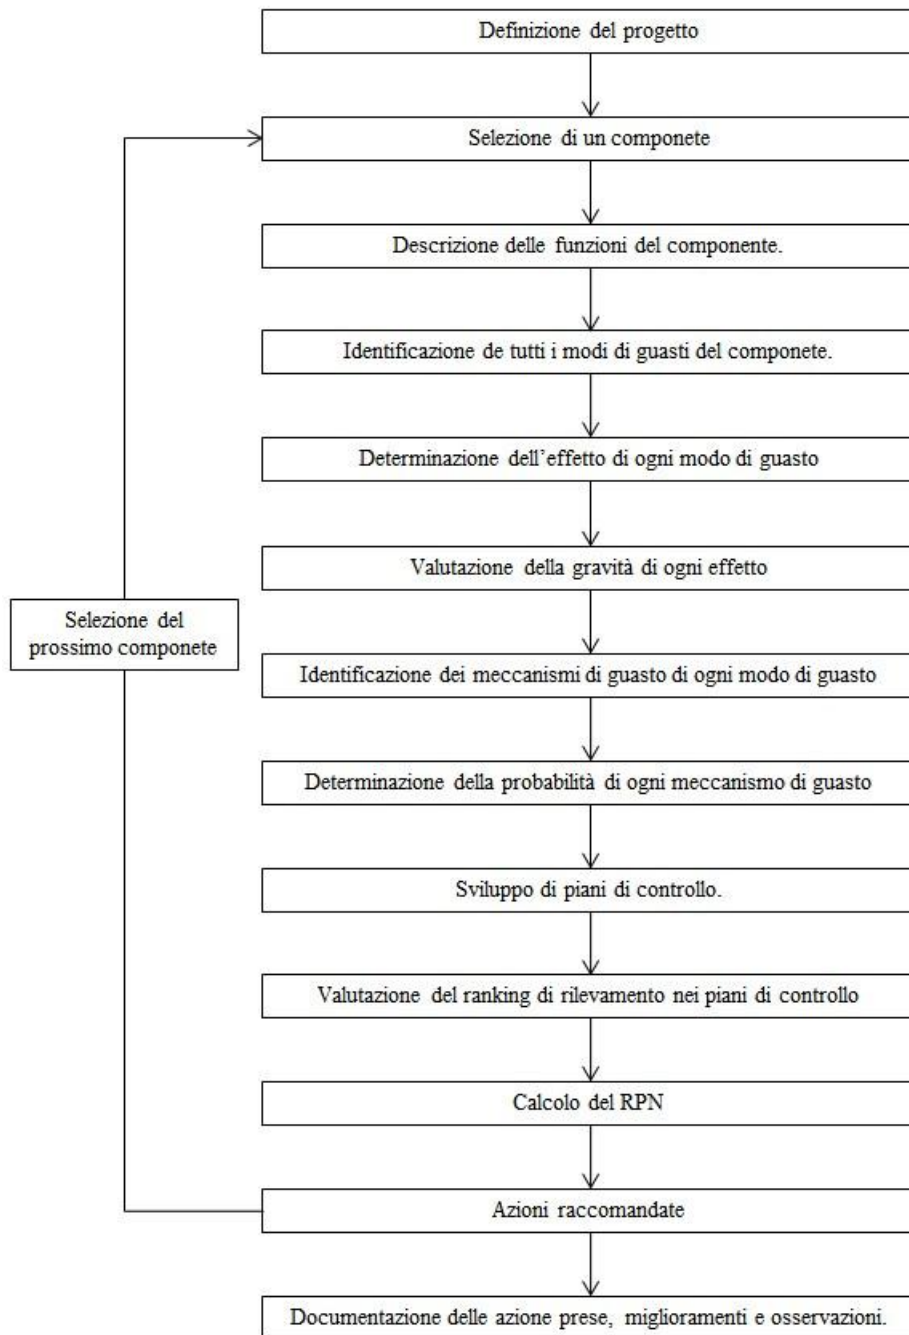 Definizione del progetto
Selezione di un componete
Descrizione delle funzioni del componente.
Identificazione de tutti i modi di guasti del componete.
Determinazione dell’effetto di ogni modo di guasto
Valutazione della gravità di ogni effetto
Selezione del
prossimo componete
Identificazione dei meccanismi di guasto di ogni modo di guasto
Determinazione della probabilità di ogni meccanismo di guasto
Sviluppo di piani di controllo.
Valutazione del ranking di rilevamento nei piani di controllo
Calcolo del RPN
Azioni raccomandate
Documentazione delle azione prese, miglioramenti e osservazioni.